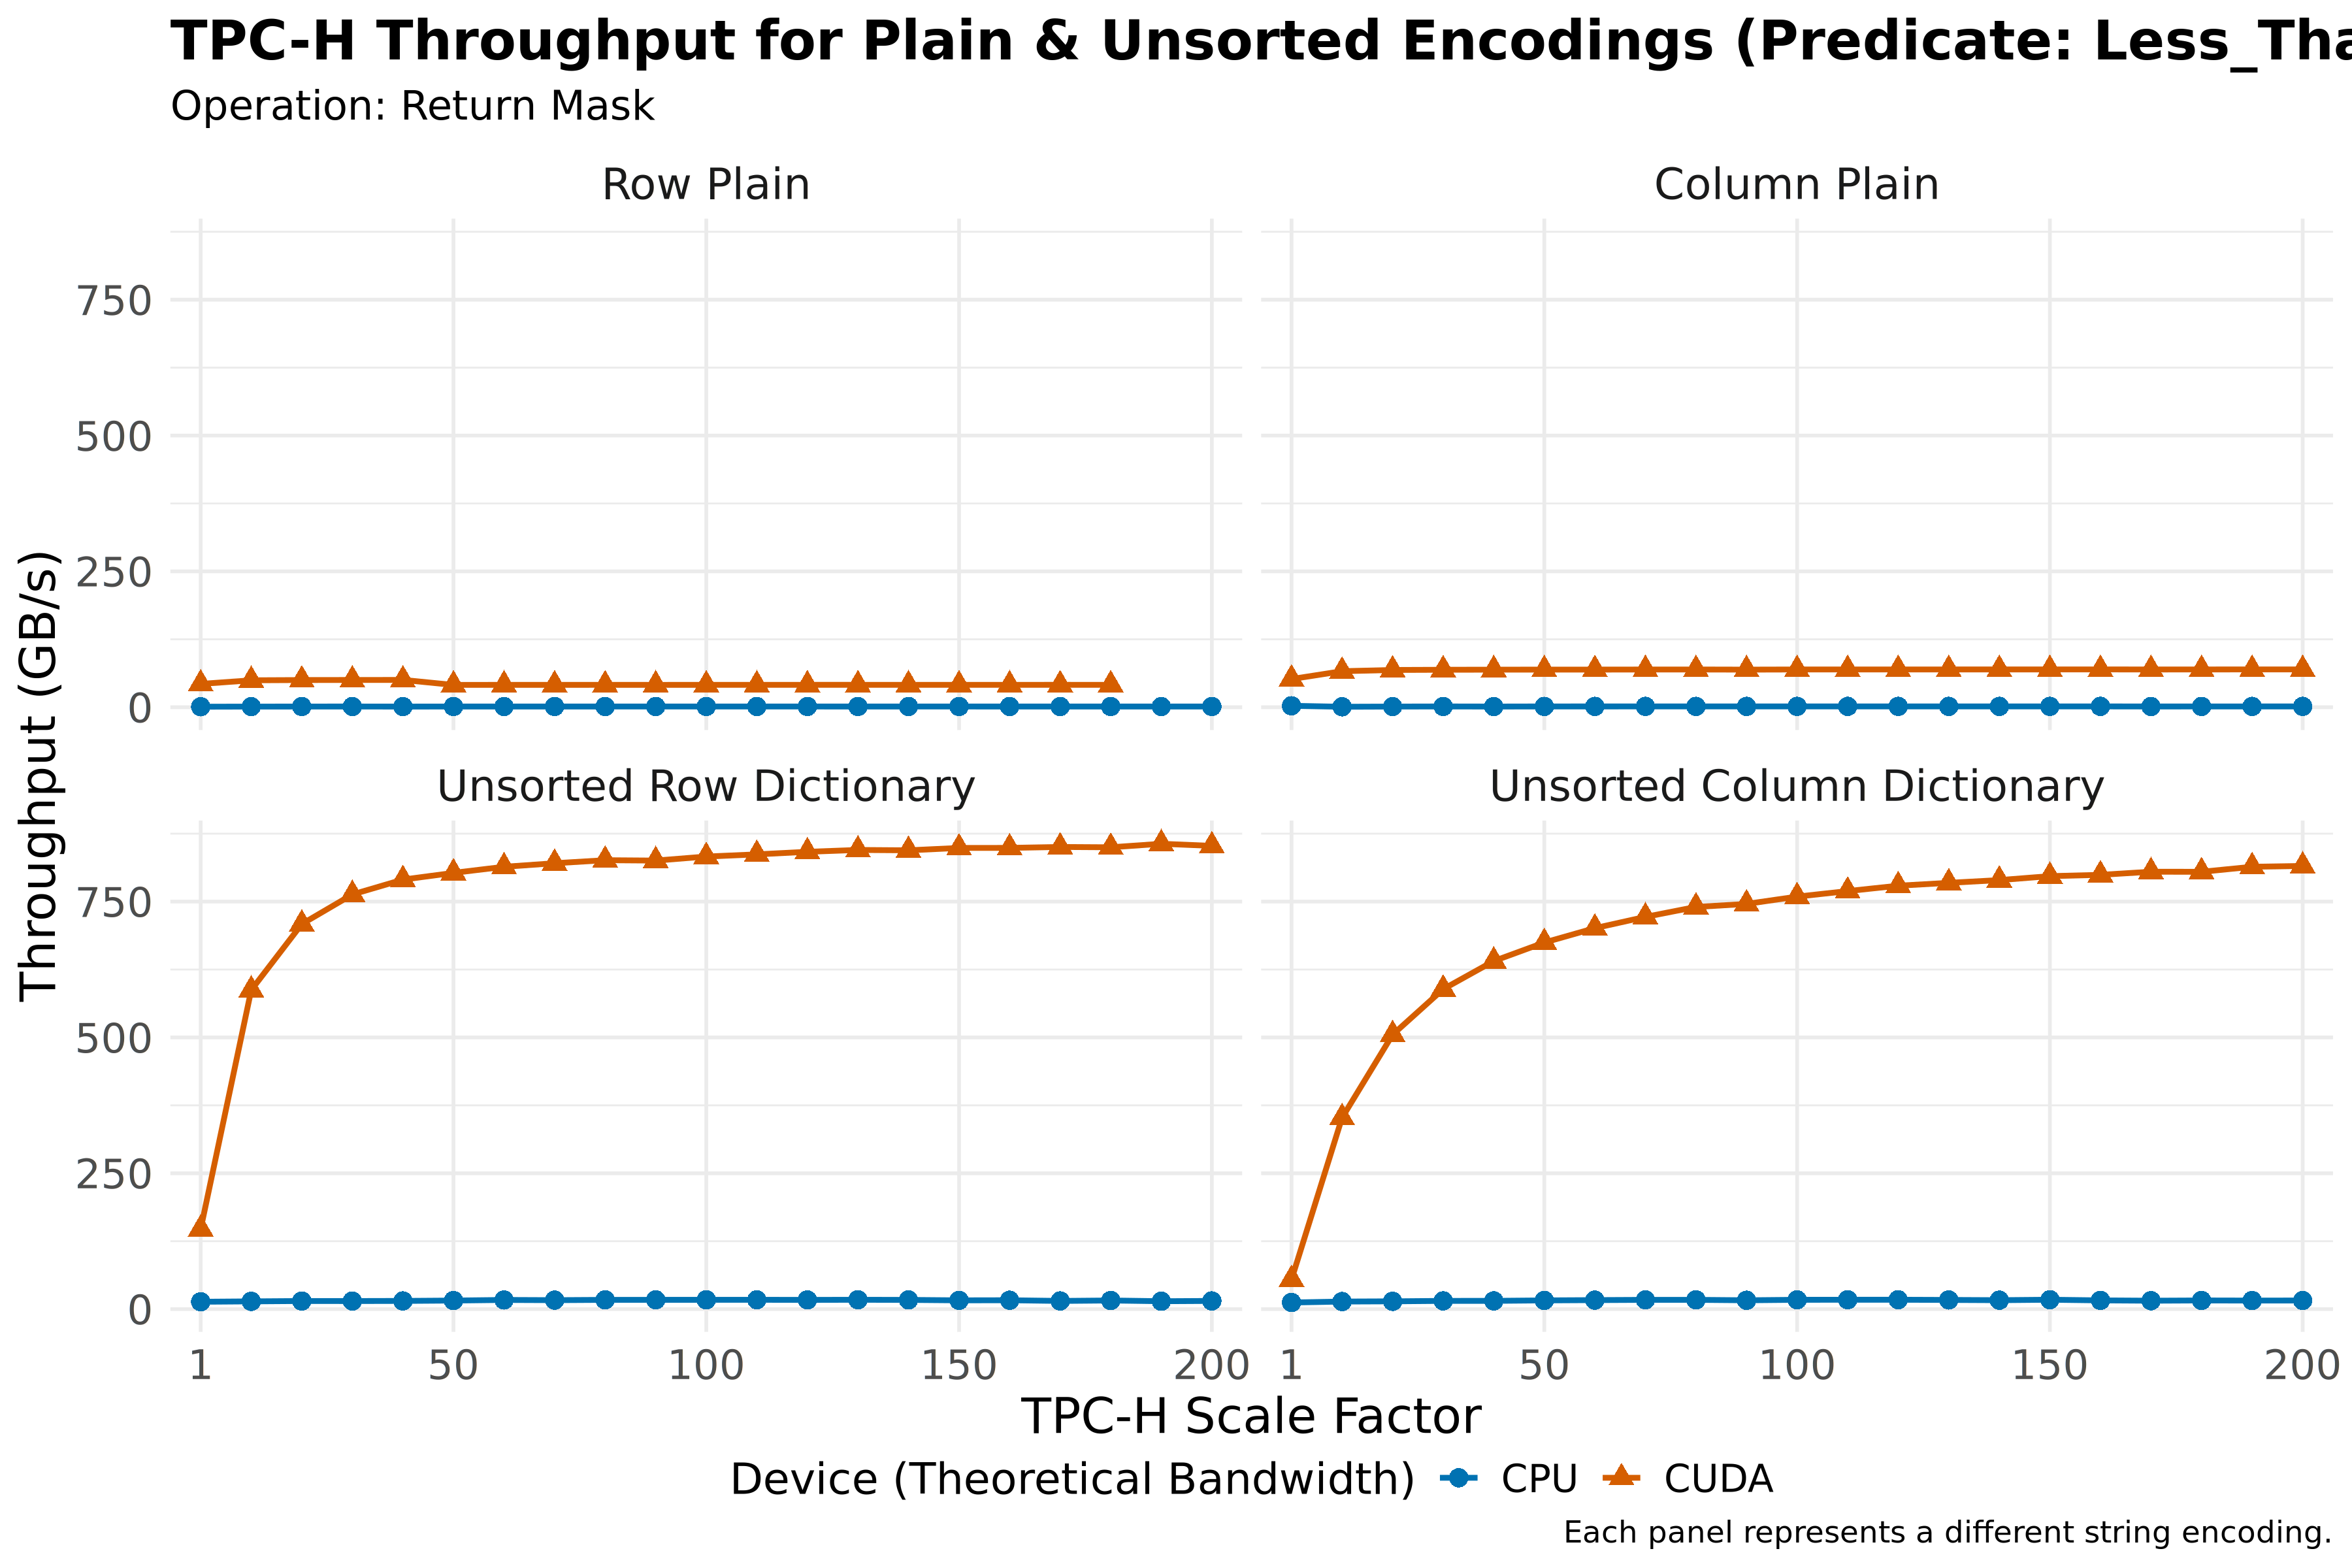 TPC-H Throughput for Plain & Unsorted Encodings (Predicate: Less_Tha
Operation: Return Mask
Row Plain
Column Plain
750
500
250
0
Throughput (GB/s)
Unsorted Row Dictionary
Unsorted Column Dictionary
750
500
250
0
1 50 100 150 200 1 50 100 150 200
TPC-H Scale Factor
Device (Theoretical Bandwidth) CPU CUDA
Each panel represents a different string encoding.